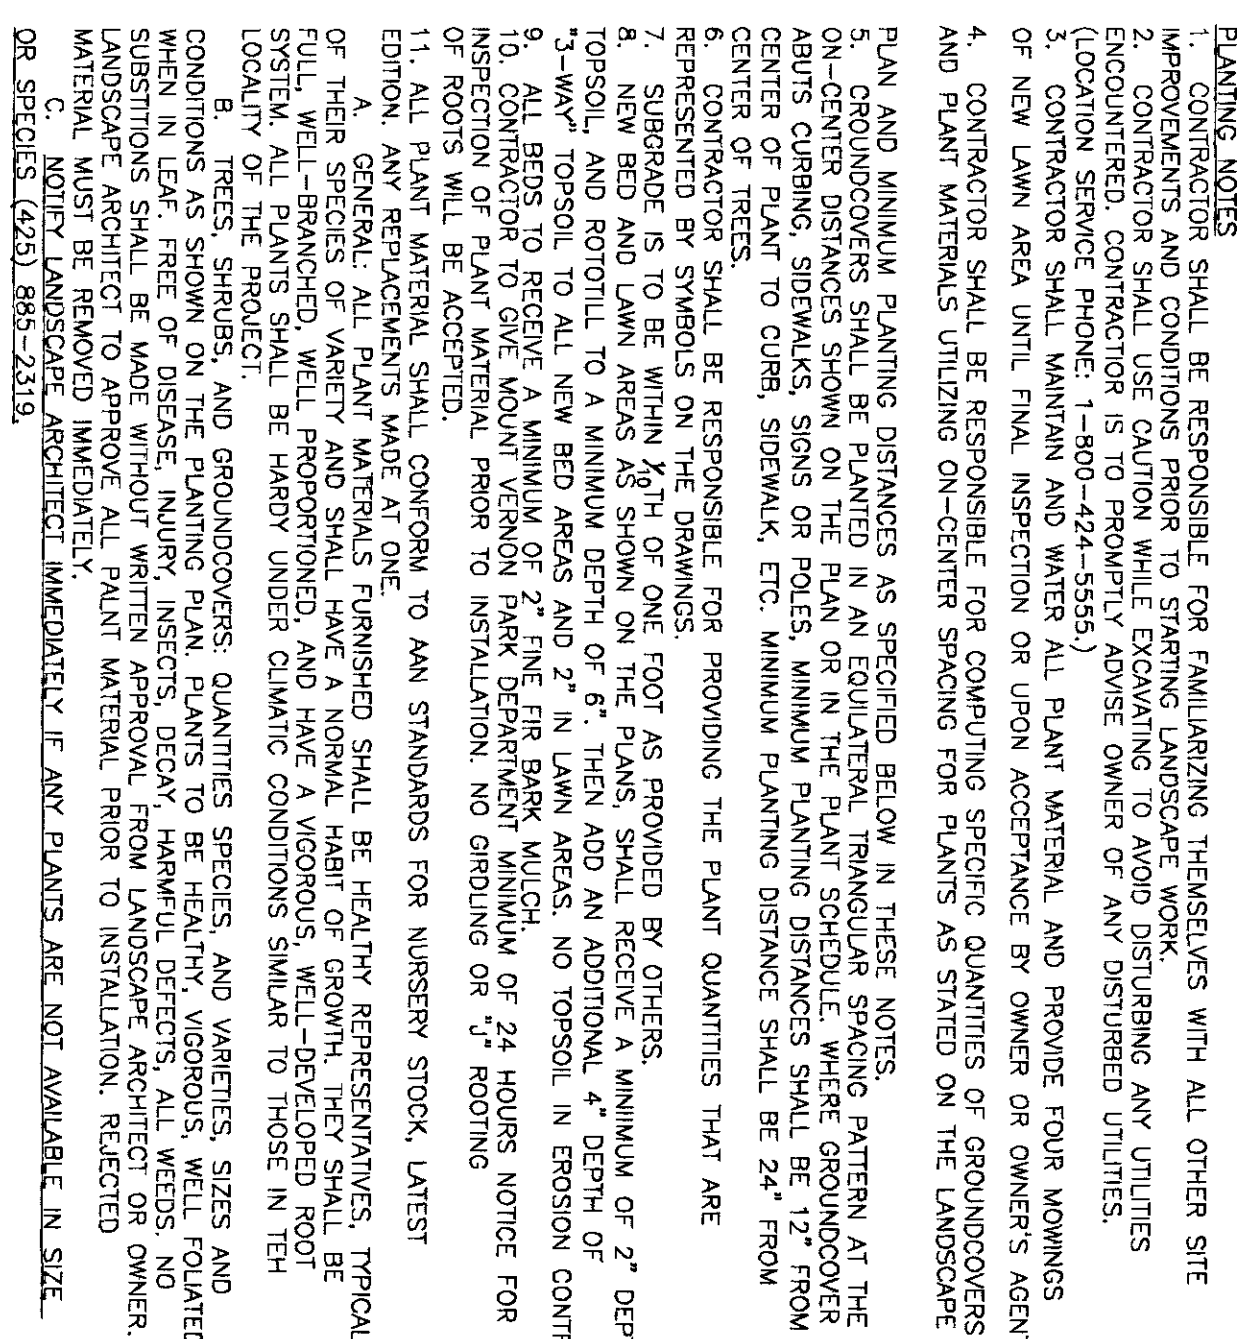 PLANTING NOTES
1. CONTRACTOR SHALL BE RESPONSIBLE FOR FAMILIARIZING THEMSELVES WITH ALL OTHER SITE
IMPROVEMENTS AND CONDITIONS PRIOR TO STARTING LANDSCAPE WORK.
2. CONTRACTOR SHALL USE CAUTION WHILE EXCAVATING TO AVOID DISTURBING ANY UTILITIES
ENCOUNTERED. CONTRACTIOR IS TO PROMPTLY ADVISE OWNER OF ANY DISTURBED UTILITIES.
(LOCATION SERVICE PHONE: 1-800-424-5555.)
3. CONTRACTOR SHALL MAINTAIN AND WATER ALL PLANT MATERIAL AND PROVIDE FOUR MOWINGS
OF NEW LAWN AREA UNTIL FINAL INSPECTION OR UPON ACCEPTANCE BY OWNER OR OWNER'S AGENT
4. CONTRACTOR SHALL BE RESPONSIBLE FOR COMPUTING SPECIFIC QUANTITIES OF GROUNDCOVERS
AND PLANT MATERIALS UTILIZING ON-CENTER SPACING FOR PLANTS AS STATED ON THE LANDSCAPE
PLAN AND MINIMUM PLANTING DISTANCES AS SPECIFIED BELOW IN THESE NOTES.
5. CROUNDCOVERS SHALL BE PLANTED IN AN EQUILATERAL TRIANGULAR SPACING PATTERN AT THE
ON-CENTER DISTANCES SHOWN ON THE PLAN OR IN THE PLANT SCHEDULE. WHERE GROUNDCOVER
ABUTS CURBING, SIDEWALKS, SIGNS OR POLES, MINIMUM PLANTING DISTANCES SHALL BE 12" FROM
CENTER OF PLANT TO CURB, SIDEWALK, ETC. MINIMUM PLANTING DISTANCE SHALL BE 24" FROM
CENTER OF TREES.
6. CONTRACTOR SHALL BE RESPONSIBLE FOR PROVIDING THE PLANT QUANTITIES THAT ARE
REPRESENTED BY SYMBOLS ON THE DRAWINGS.
7. SUBGRADE IS TO BE WITHIN 1/10TH OF ONE FOOT AS PROVIDED BY OTHERS.
8. NEW BED AND LAWN AREAS AS SHOWN ON THE PLANS, SHALL RECEIVE A MINIMUM OF 2" DEP
TOPSOIL, AND ROTOTILL TO A MINIMUM DEPTH OF 6". THEN ADD AN ADDITIONAL 4" DEPTH OF
"3-WAY" TOPSOIL TO ALL NEW BED AREAS AND 2" IN LAWN AREAS. NO TOPSOIL IN EROSION CONTR
9. ALL BEDS TO RECEIVE A MINIMUM OF 2" FINE FIR BARK MULCH.
10. CONTRACTOR TO GIVE MOUNT VERNON PARK DEPARTMENT MINIMUM OF 24 HOURS NOTICE FOR
INSPECTION OF PLANT MATERIAL PRIOR TO INSTALLATION. NO GIRDLING OR "J" ROOTING
OF ROOTS WILL BE ACCEPTED.
11. ALL PLANT MATERIAL SHALL CONFORM TO AAN STANDARDS FOR NURSERY STOCK, LATEST
EDITION. ANY REPLACEMENTS MADE AT ONE.
A. GENERAL: ALL PLANT MATERIALS FURNISHED SHALL BE HEALTHY REPRESENTATIVES, TYPICAL
OF THEIR SPECIES OF VARIETY AND SHALL HAVE A NORMAL HABIT OF GROWTH. THEY SHALL BE
FULL, WELL-BRANCHED, WELL PROPORTIONED, AND HAVE A VIGOROUS, WELL-DEVELOPED ROOT
SYSTEM. ALL PLANTS SHALL BE HARDY UNDER CLIMATIC CONDITIONS SIMILAR TO THOSE IN TEH
LOCALITY OF THE PROJECT.
B. TREES, SHRUBS, AND GROUNDCOVERS: QUANTITIES SPECIES, AND VARIETIES, SIZES AND
CONDITIONS AS SHOWN ON THE PLANTING PLAN. PLANTS TO BE HEALTHY, VIGOROUS, WELL FOLIATED
WHEN IN LEAF. FREE OF DISEASE, INJURY, INSECTS, DECAY, HARMFUL DEFECTS, ALL WEEDS. NO
SUBSTITIONS SHALL BE MADE WITHOUT WRITTEN APPROVAL FROM LANDSCAPE ARCHITECT OR OWNER.
LANDSCAPE ARCHITECT TO APPROVE ALL PALNT MATERIAL PRIOR TO INSTALLATION. REJECTED
MATERIAL MUST BE REMOVED IMMEDIATELY.
C. NOTIFY LANDSCAPE ARCHITECT IMMEDIATELY IF ANY PLANTS ARE NOT AVAILABLE IN SIZE
OR SPECIES (425) 885-2319.